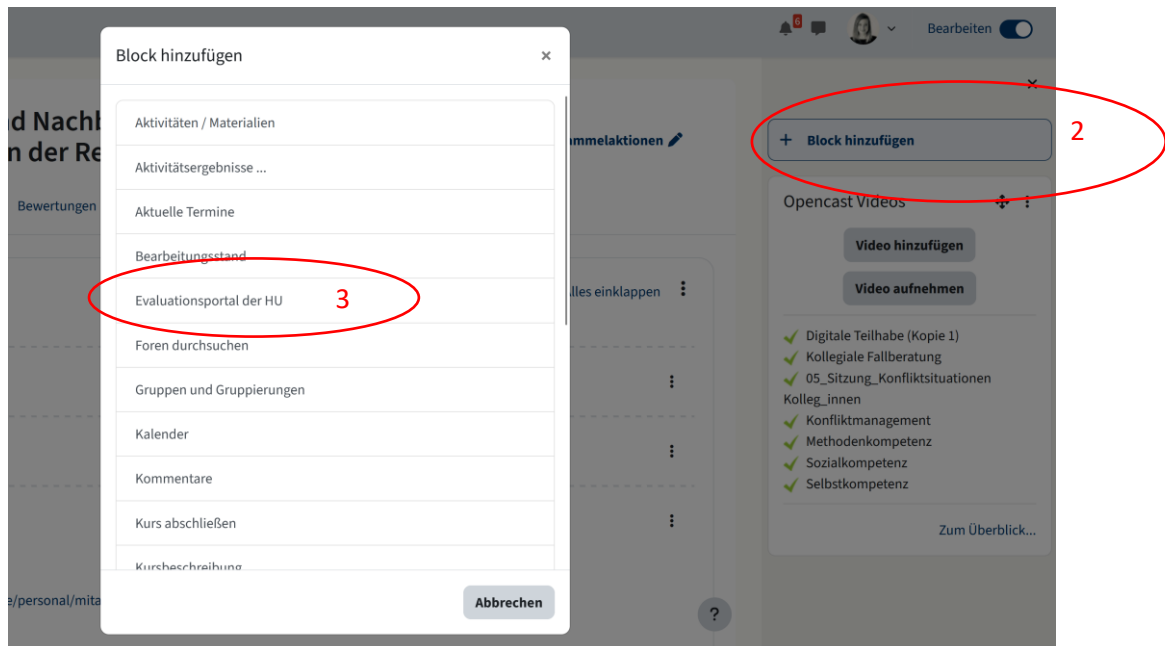 6
Bearbeiten
Block hinzufügen
×
×
Aktivitäten / Materialien
Aktivitätsergebnisse ...
Aktuelle Termine
Bearbeitungsstand
Evaluationsportal der HU
3
Foren durchsuchen
Gruppen und Gruppierungen
Kalender
Kommentare
Kurs abschließen
Kursbeschreibung
Abbrechen
n der Re
Bewertungen
Alles einklappen
+ Block hinzufügen
2
Opencast Videos
Video hinzufügen
Video aufnehmen
Digitale Teilhabe (Kopie 1)
Kollegiale Fallberatung
05_Sitzung_Konfliktsituationen
Kolleg_innen
Konfliktmanagement
Methodenkompetenz
Sozialkompetenz
Selbstkompetenz
Zum Überblick...
e/personal/mita
?